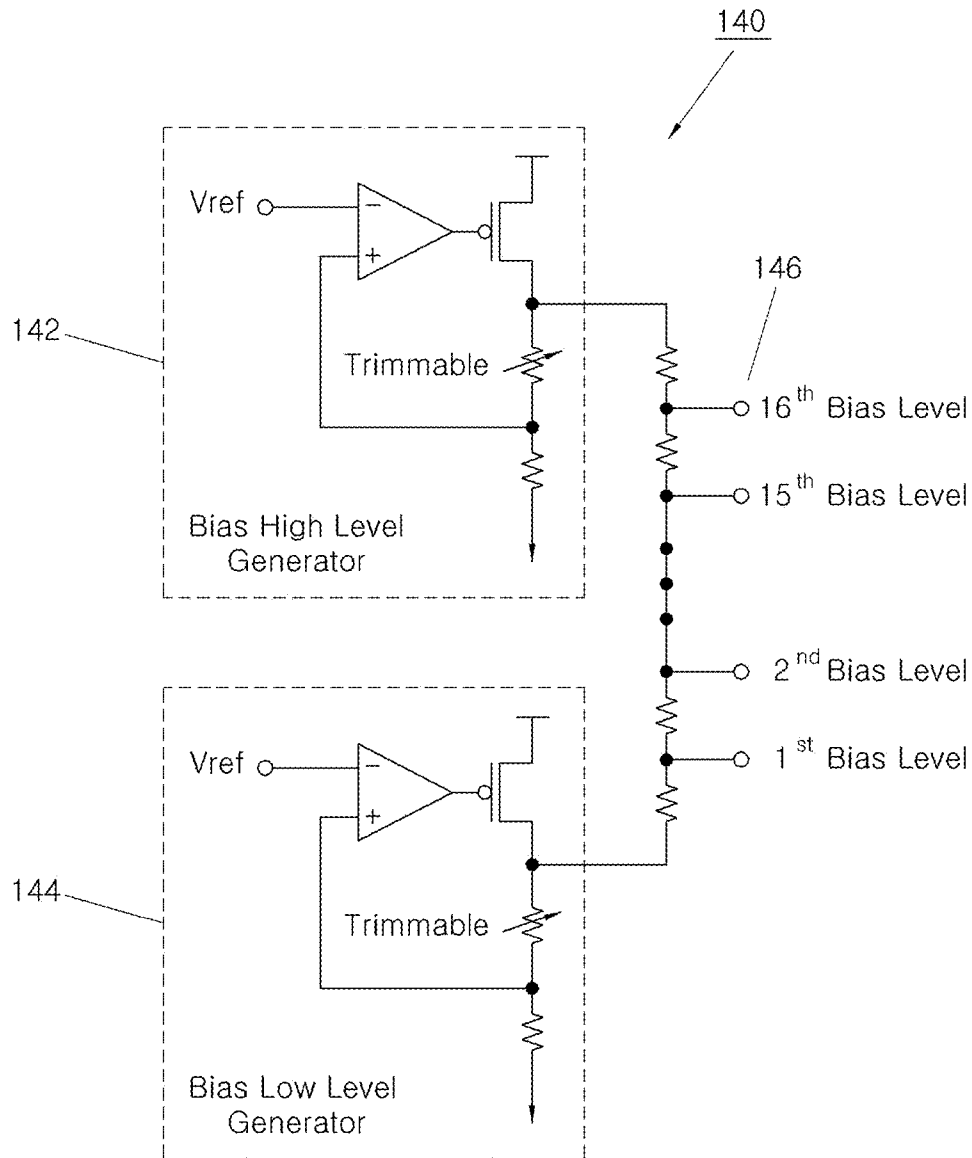 140
Vref
−
+
142
Trimmable
Bias High Level
Generator
146
16th Bias Level
15th Bias Level
2nd Bias Level
1st Bias Level
Vref
−
+
144
Trimmable
Bias Low Level
Generator